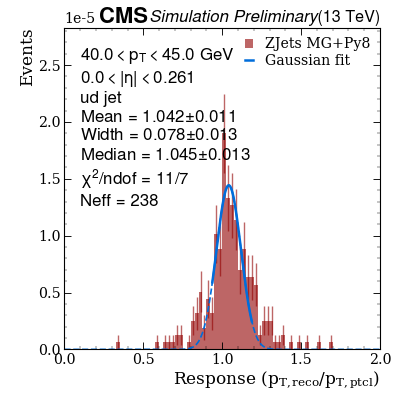 1e-5 CMS Simulation Preliminary (13 TeV)
Events
40.0 < p_T < 45.0 GeV
0.0 < |η| < 0.261
ud jet
Mean = 1.042±0.011
Width = 0.078±0.013
Median = 1.045±0.013
χ²/ndof = 11/7
Neff = 238
ZJets MG+Py8
Gaussian fit
2.5
2.0
1.5
1.0
0.5
0.0
0.0 0.5 1.0 1.5 2.0
Response (p_T,reco/p_T,ptcl)